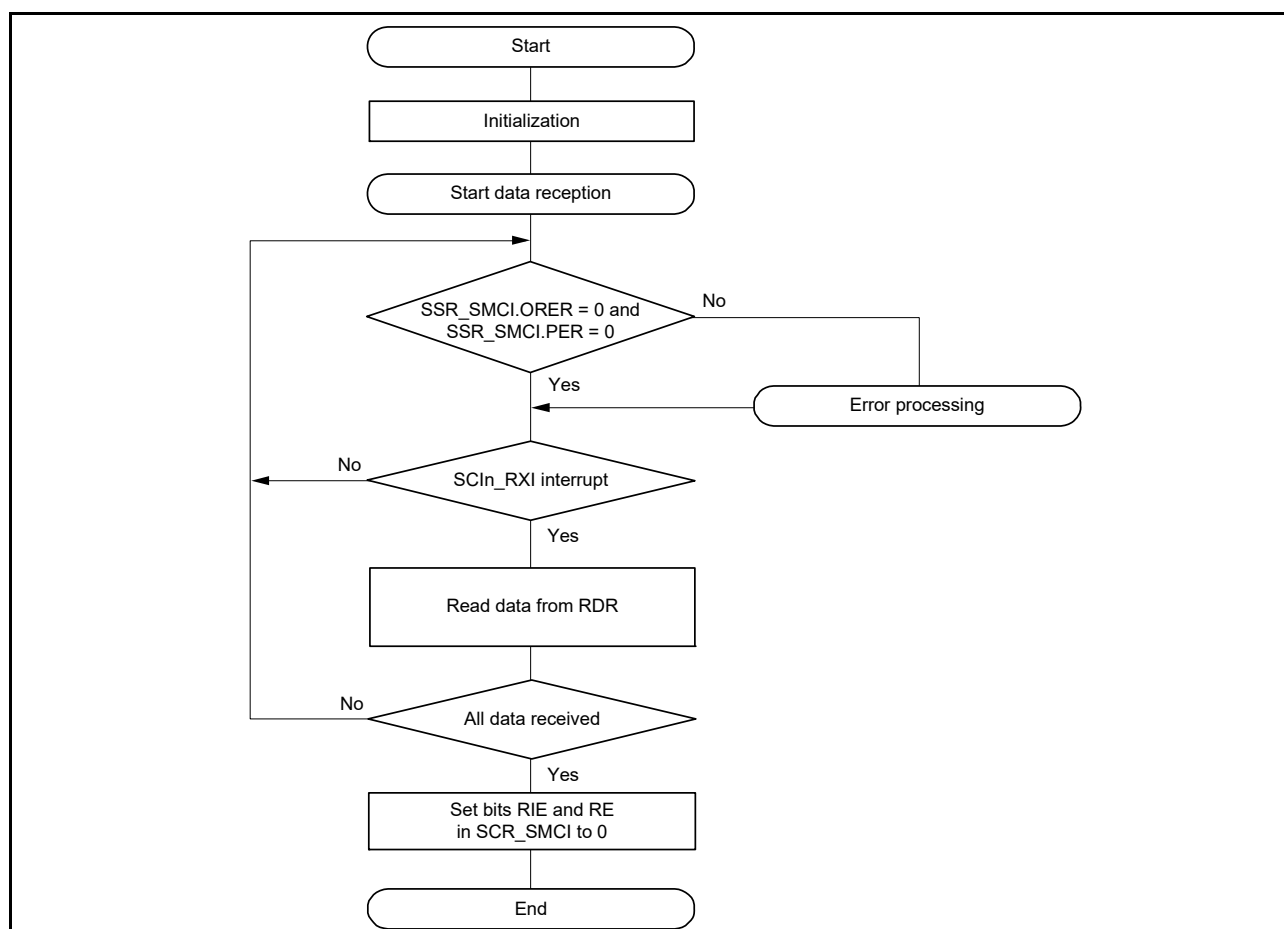 Start
Initialization
Start data reception
SSR_SMCI.ORER = 0 and
SSR_SMCI.PER = 0
No
Yes
Error processing
No
SCIn_RXI interrupt
Yes
Read data from RDR
No
All data received
Yes
Set bits RIE and RE
in SCR_SMCI to 0
End